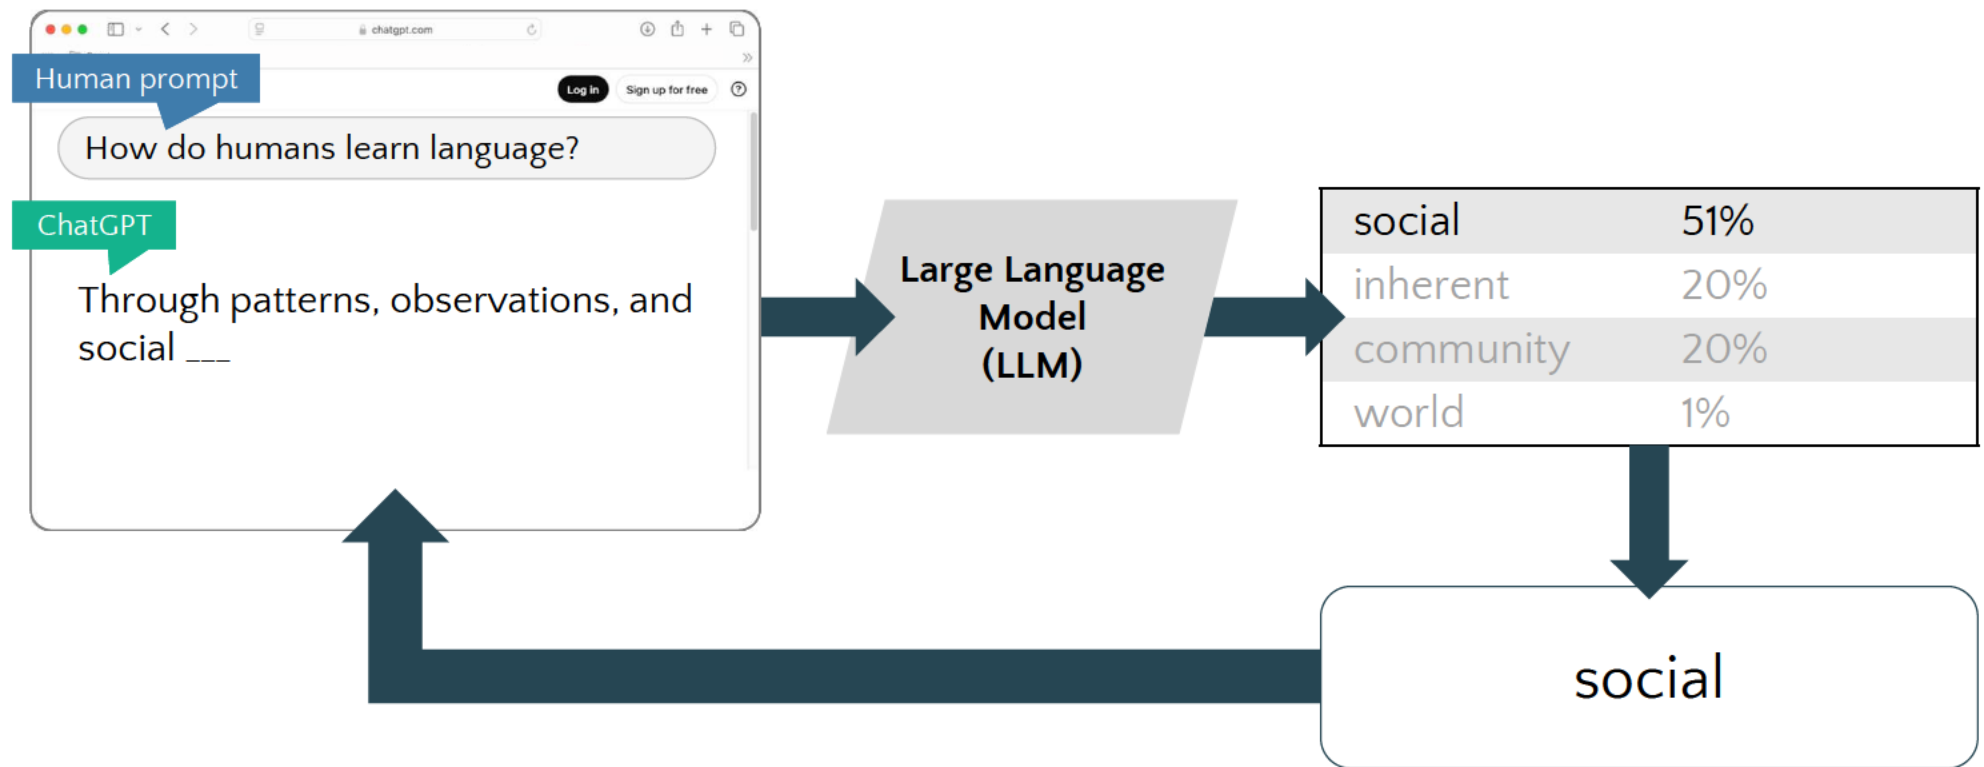 chatgpt.com
Human prompt
Log in
Sign up for free
How do humans learn language?
ChatGPT
Through patterns, observations, and
social ___
Large Language
Model
(LLM)
social 51%
inherent 20%
community 20%
world 1%
social